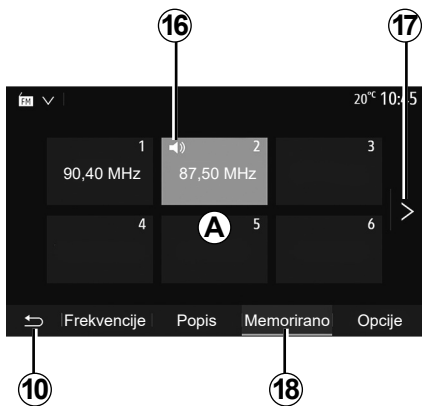 16 17
FM 20°C 10:45
1 2 3
90,40 MHz 87,50 MHz
4 A 5 6
Frekvencije Popis Memorirano Opcije
10 18